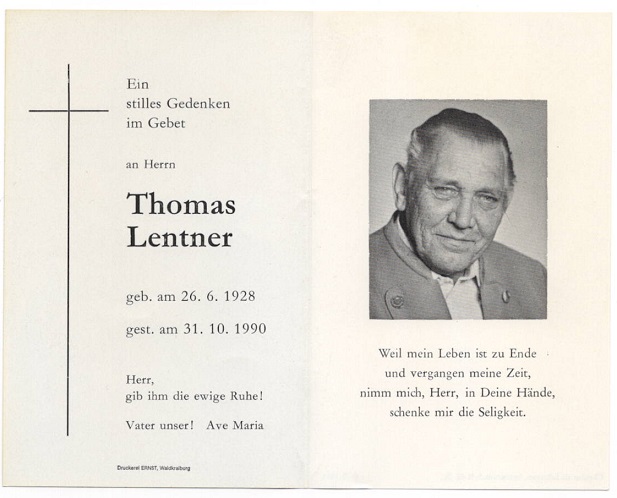 Ein
stilles Gedenken
im Gebet
an Herrn
Thomas
Lentner
geb. am 26. 6. 1928
gest. am 31. 10. 1990
Herr,
gib ihm die ewige Ruhe!
Vater unser! Ave Maria
Druckerei ERNST, Waldkraiburg
Weil mein Leben ist zu Ende
und vergangen meine Zeit,
nimm mich, Herr, in Deine Hände,
schenke mir die Seligkeit.